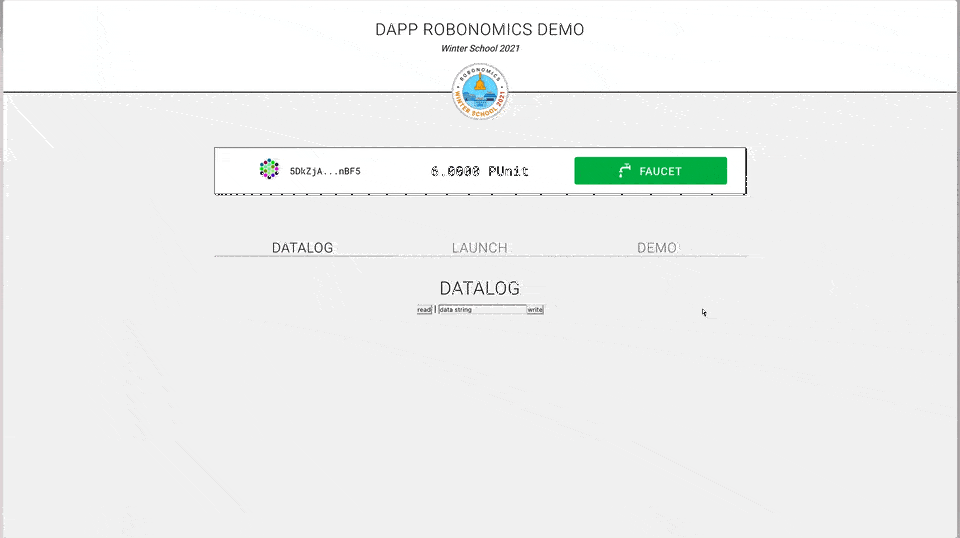 DAPP ROBONOMICS DEMO
Winter School 2021
ROBONOMICS
WINTER SCHOOL 2021
5DkZjA...nBF5 6.0000 PUnit FAUCET
DATALOG LAUNCH DEMO
DATALOG
read | data string write